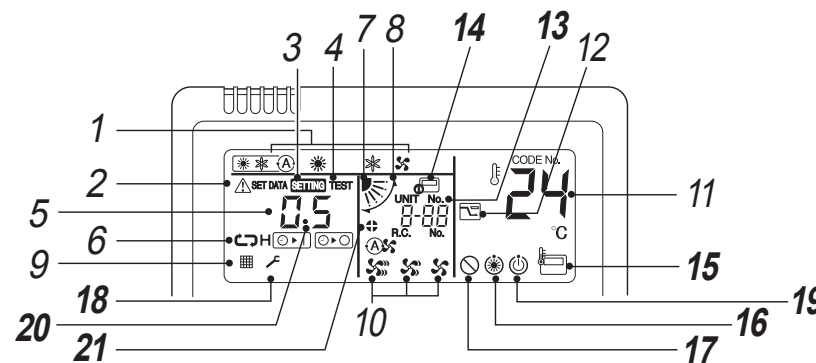 3 4 7 8 14 13 12
1
CODE No.
A
2
SET DATA SETTING TEST
UNIT No.
24
11
5
0.5
8-88
R.C. No.
°C
6
H
A
9
15
18
20
21
10
17
16
19